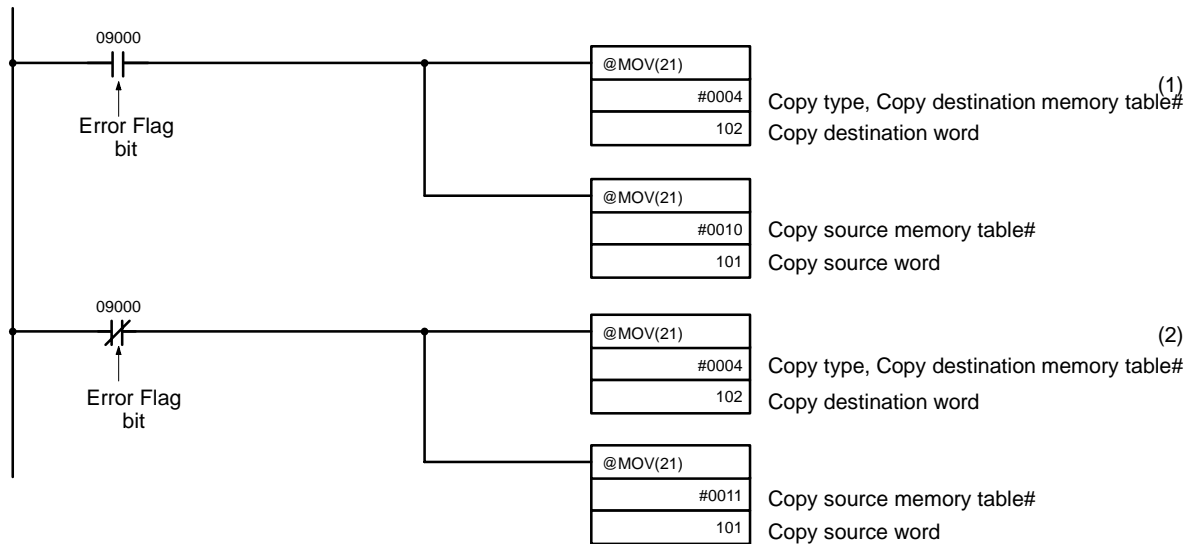 09000
Error Flag
bit
@MOV(21)
#0004
102
(1)
Copy type, Copy destination memory table#
Copy destination word
@MOV(21)
#0010
101
Copy source memory table#
Copy source word
09000
Error Flag
bit
@MOV(21)
#0004
102
(2)
Copy type, Copy destination memory table#
Copy destination word
@MOV(21)
#0011
101
Copy source memory table#
Copy source word